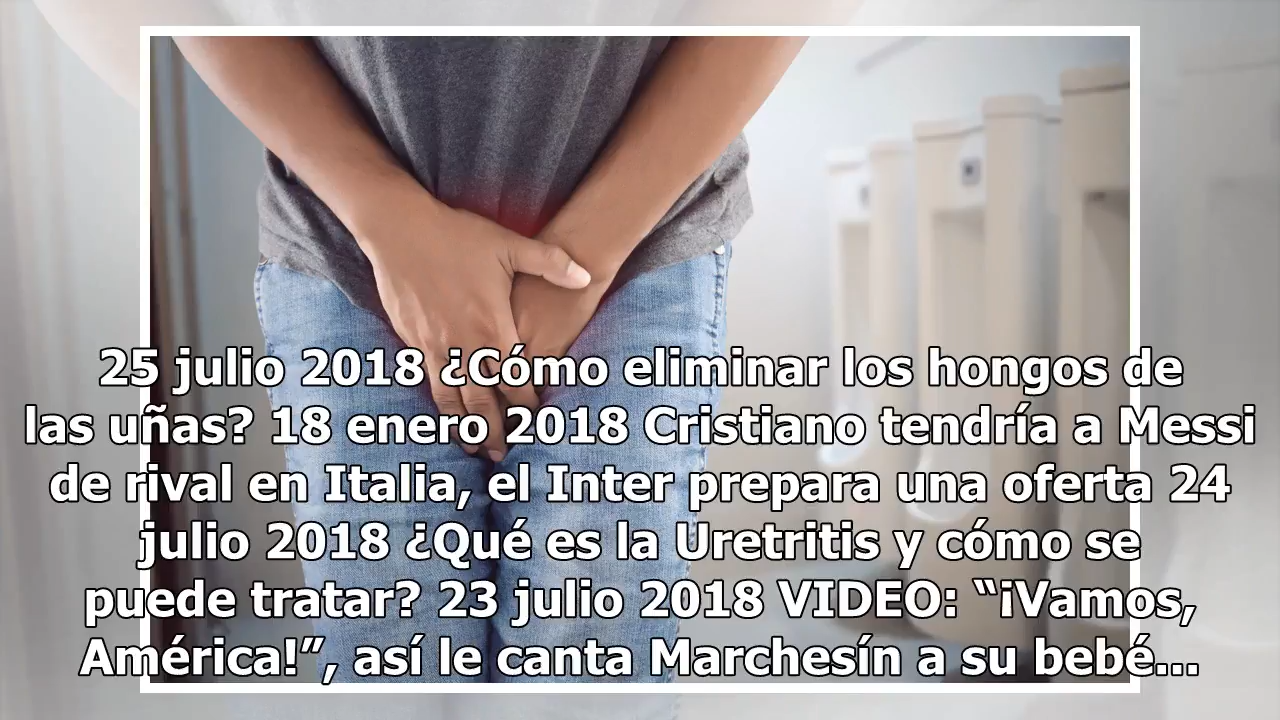 25 julio 2018 ¿Cómo eliminar los hongos de
las uñas? 18 enero 2018 Cristiano tendría a Messi
de rival en Italia, el Inter prepara una oferta 24
julio 2018 ¿Qué es la Uretritis y cómo se
puede tratar? 23 julio 2018 VIDEO: “¡Vamos,
América!”, así le canta Marchesín a su bebé...